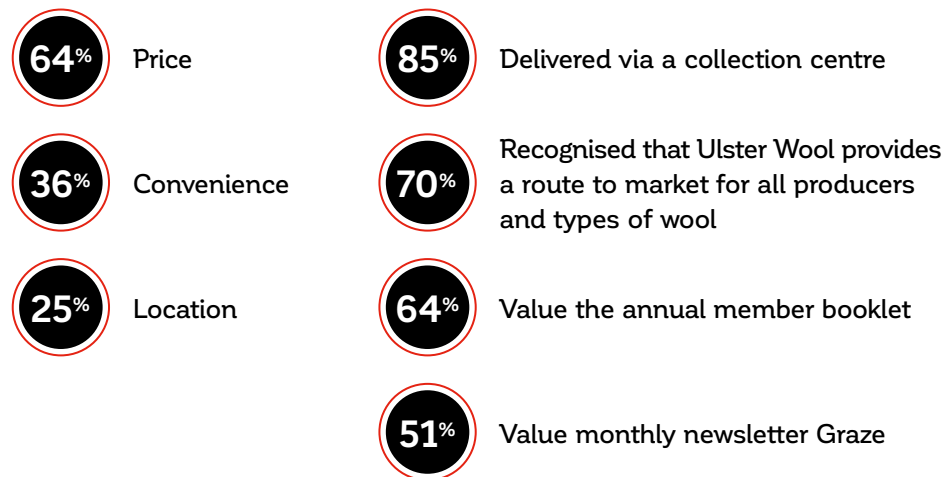 64% Price
36% Convenience
25% Location
85% Delivered via a collection centre
70% Recognised that Ulster Wool provides
a route to market for all producers
and types of wool
64% Value the annual member booklet
51% Value monthly newsletter Graze